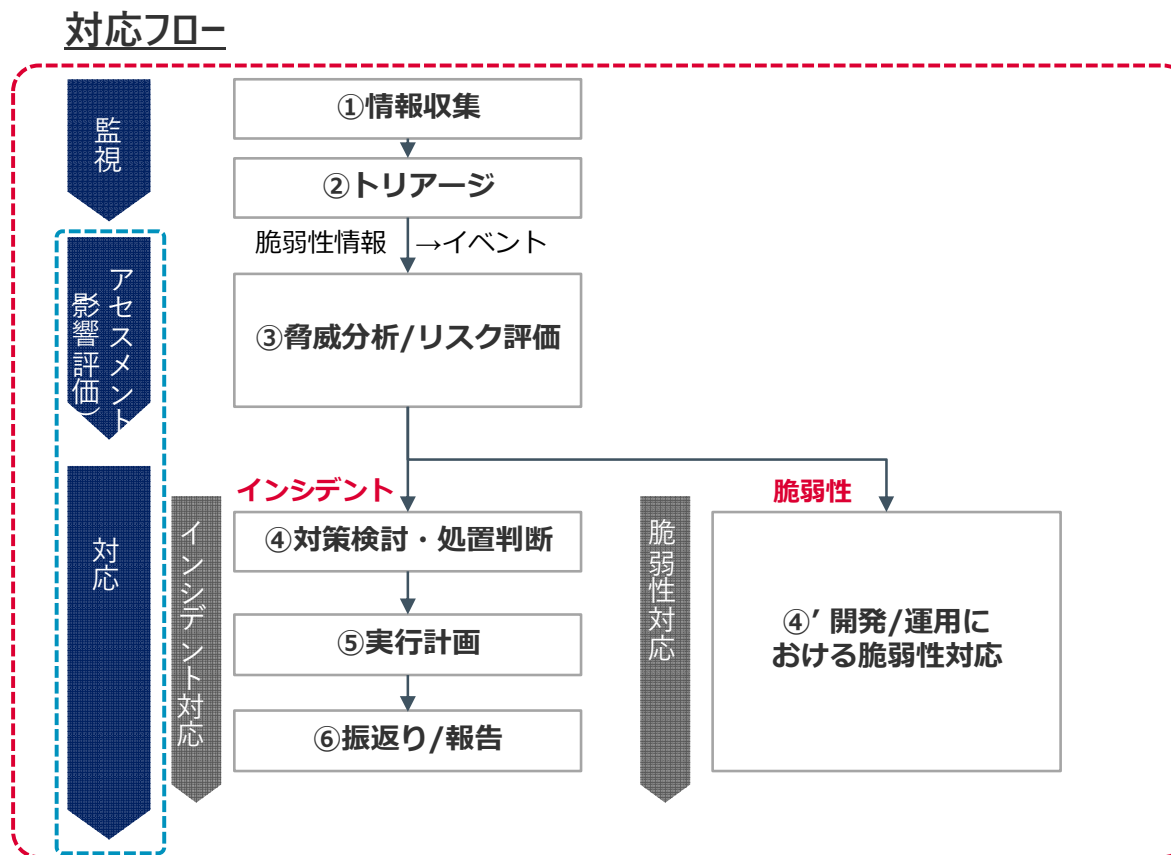 対応フロー
監視
①情報収集
②トリアージ
脆弱性情報
→イベント
アセスメント
影響評価）
③脅威分析/リスク評価
対応
インシデント
インシデント対応
④対策検討・処置判断
⑤実行計画
⑥振返り/報告
脆弱性
脆弱性対応
④’ 開発/運用に
おける脆弱性対応